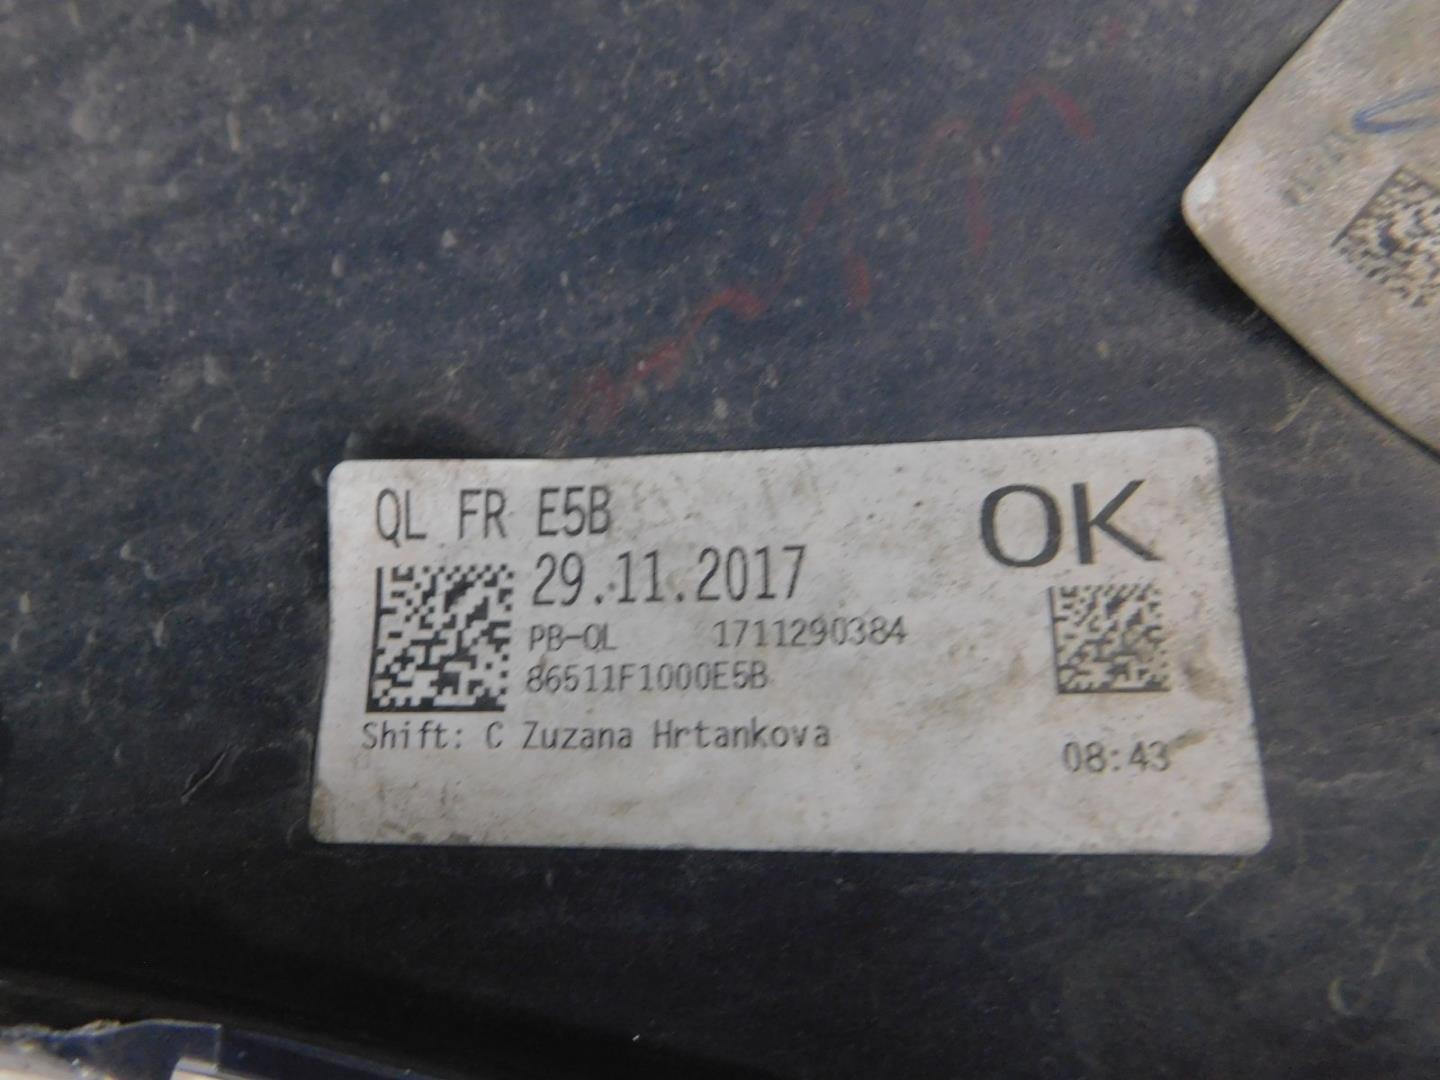 QL FR E5B
OK
29.11.2017
PB-QL 1711290384
86511F1000E5B
Shift: C Zuzana Hrtankova
08:43